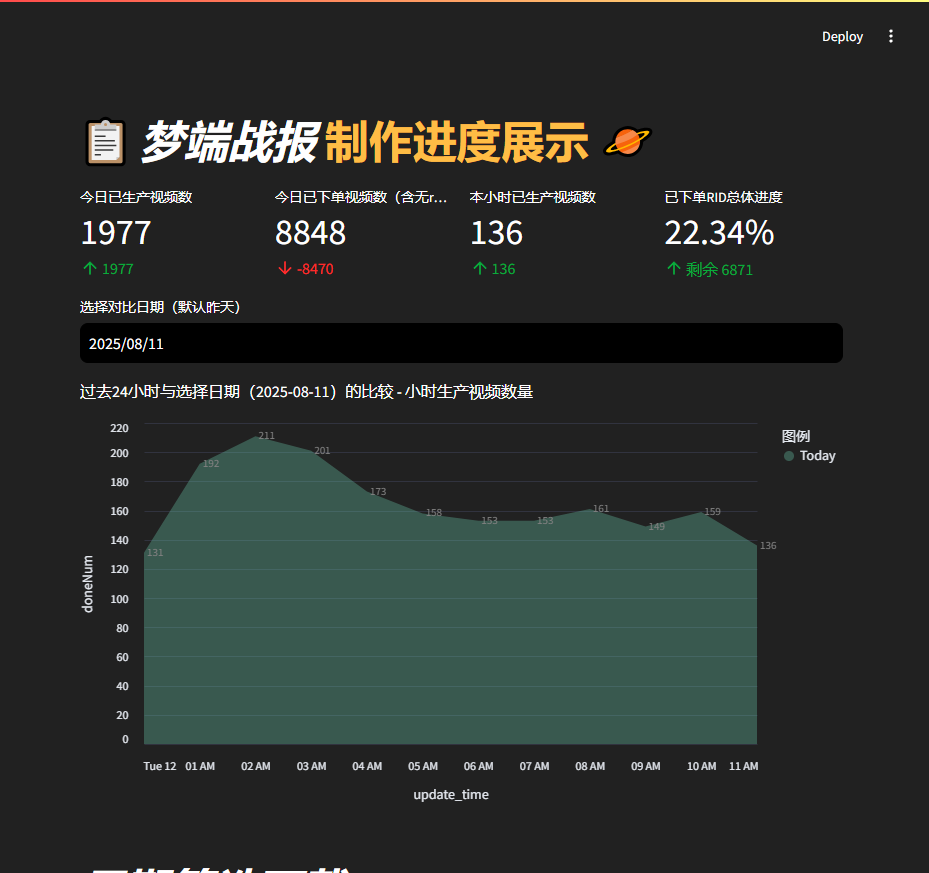 Deploy
梦端战报 制作进度展示
今日已生产视频数
1977
1977
今日已下单视频数（含无r...
8848
-8470
本小时已生产视频数
136
136
已下单RID总体进度
22.34%
剩余 6871
选择对比日期（默认昨天）
2025/08/11
过去24小时与选择日期（2025-08-11）的比较 - 小时生产视频数量
220
200
180
160
140
120
100
80
60
40
20
0
doneNum
131
192
211
201
173
158
153
153
161
149
159
136
图例
Today
Tue 12 01 AM 02 AM 03 AM 04 AM 05 AM 06 AM 07 AM 08 AM 09 AM 10 AM 11 AM
update_time